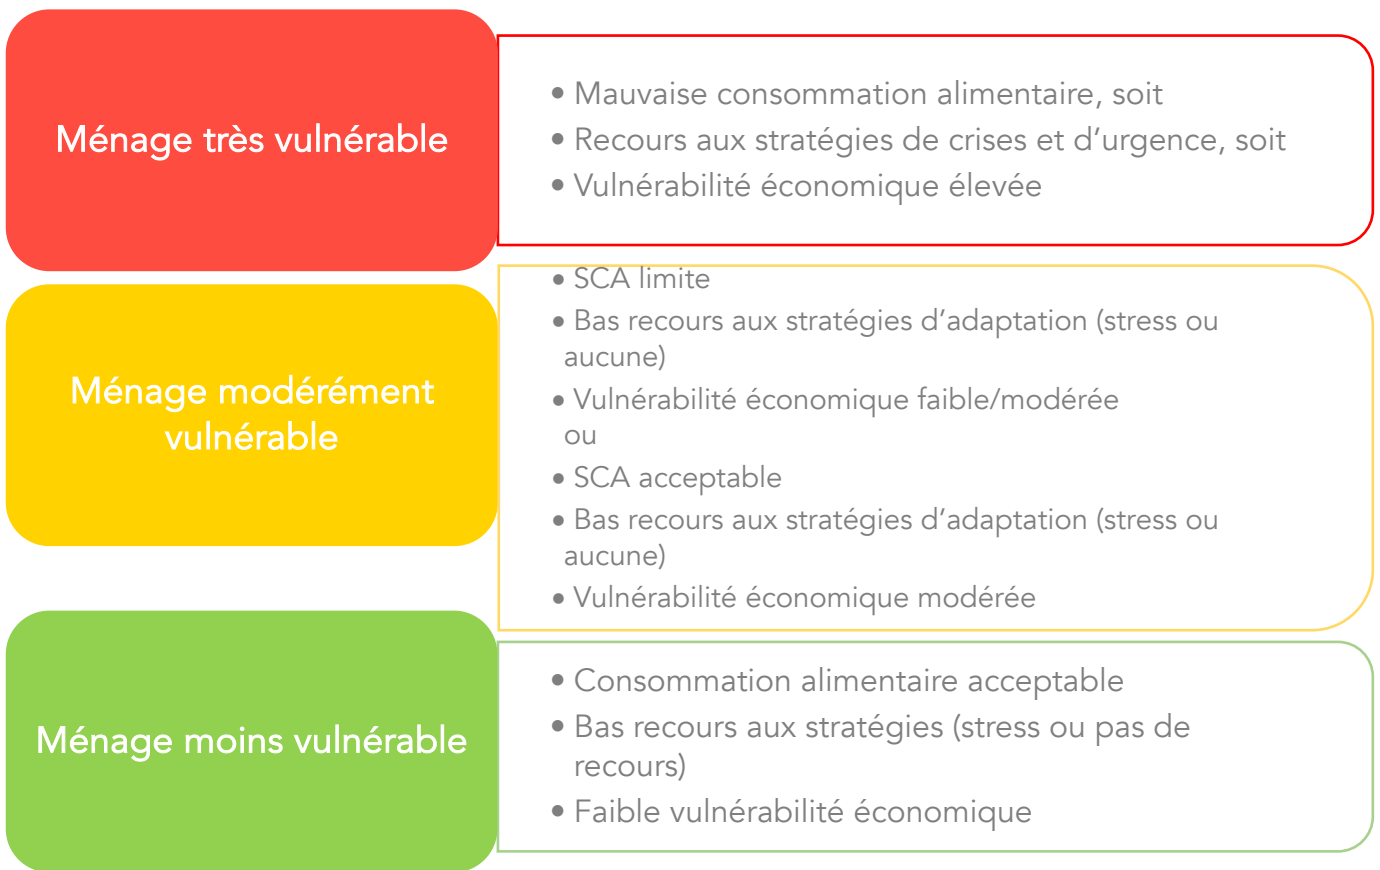 Ménage très vulnérable
• Mauvaise consommation alimentaire, soit
• Recours aux stratégies de crises et d’urgence, soit
• Vulnérabilité économique élevée
Ménage modérément
vulnérable
• SCA limite
• Bas recours aux stratégies d’adaptation (stress ou
aucune)
• Vulnérabilité économique faible/modérée
ou
• SCA acceptable
• Bas recours aux stratégies d’adaptation (stress ou
aucune)
• Vulnérabilité économique modérée
Ménage moins vulnérable
• Consommation alimentaire acceptable
• Bas recours aux stratégies (stress ou pas de
recours)
• Faible vulnérabilité économique